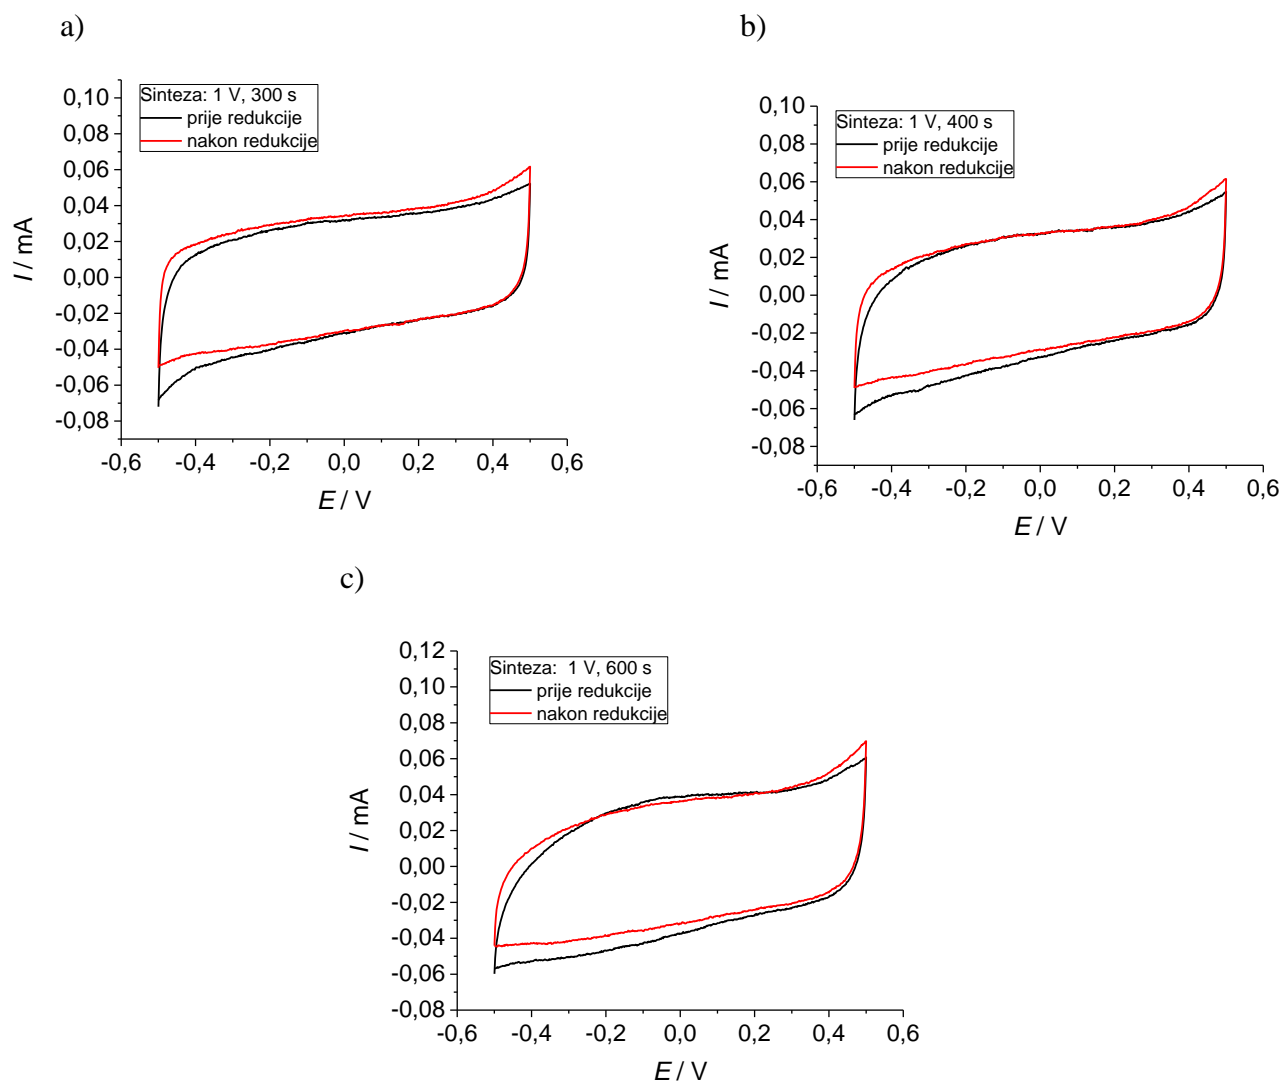 a)
Sinteza: 1 V, 300 s
prije redukcije
nakon redukcije
0,10
0,08
0,06
0,04
0,02
0,00
-0,02
-0,04
-0,06
-0,08
I / mA
-0,6 -0,4 -0,2 0,0 0,2 0,4 0,6
E / V
b)
Sinteza: 1 V, 400 s
prije redukcije
nakon redukcije
0,10
0,08
0,06
0,04
0,02
0,00
-0,02
-0,04
-0,06
-0,08
I / mA
-0,6 -0,4 -0,2 0,0 0,2 0,4 0,6
E / V
c)
Sinteza: 1 V, 600 s
prije redukcije
nakon redukcije
0,12
0,10
0,08
0,06
0,04
0,02
0,00
-0,02
-0,04
-0,06
-0,08
I / mA
-0,6 -0,4 -0,2 0,0 0,2 0,4 0,6
E / V